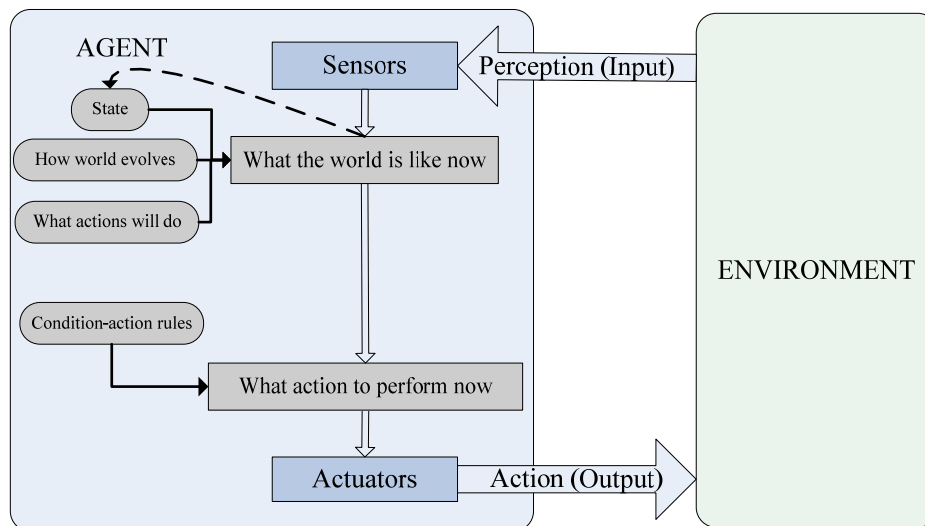 AGENT
Sensors
Perception (Input)
State
How world evolves
What the world is like now
What actions will do
ENVIRONMENT
Condition-action rules
What action to perform now
Actuators
Action (Output)